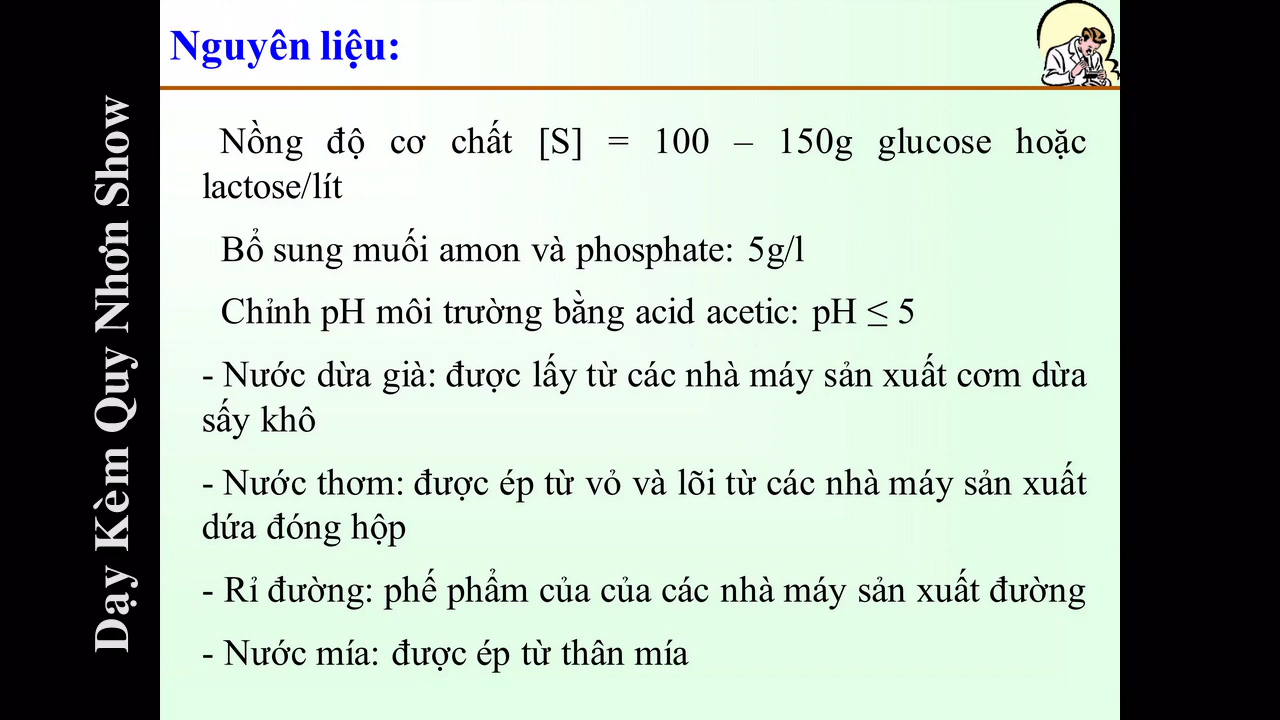 Nguyên liệu:
Nồng độ cơ chất [S] = 100 – 150g glucose hoặc
lactose/lít
Bổ sung muối amon và phosphate: 5g/l
Chỉnh pH môi trường bằng acid acetic: pH ≤ 5
- Nước dừa già: được lấy từ các nhà máy sản xuất cơm dừa
sấy khô
- Nước thơm: được ép từ vỏ và lõi từ các nhà máy sản xuất
dứa đóng hộp
- Rỉ đường: phế phẩm của của các nhà máy sản xuất đường
- Nước mía: được ép từ thân mía
Dạy Kèm Quy Nhơn Show